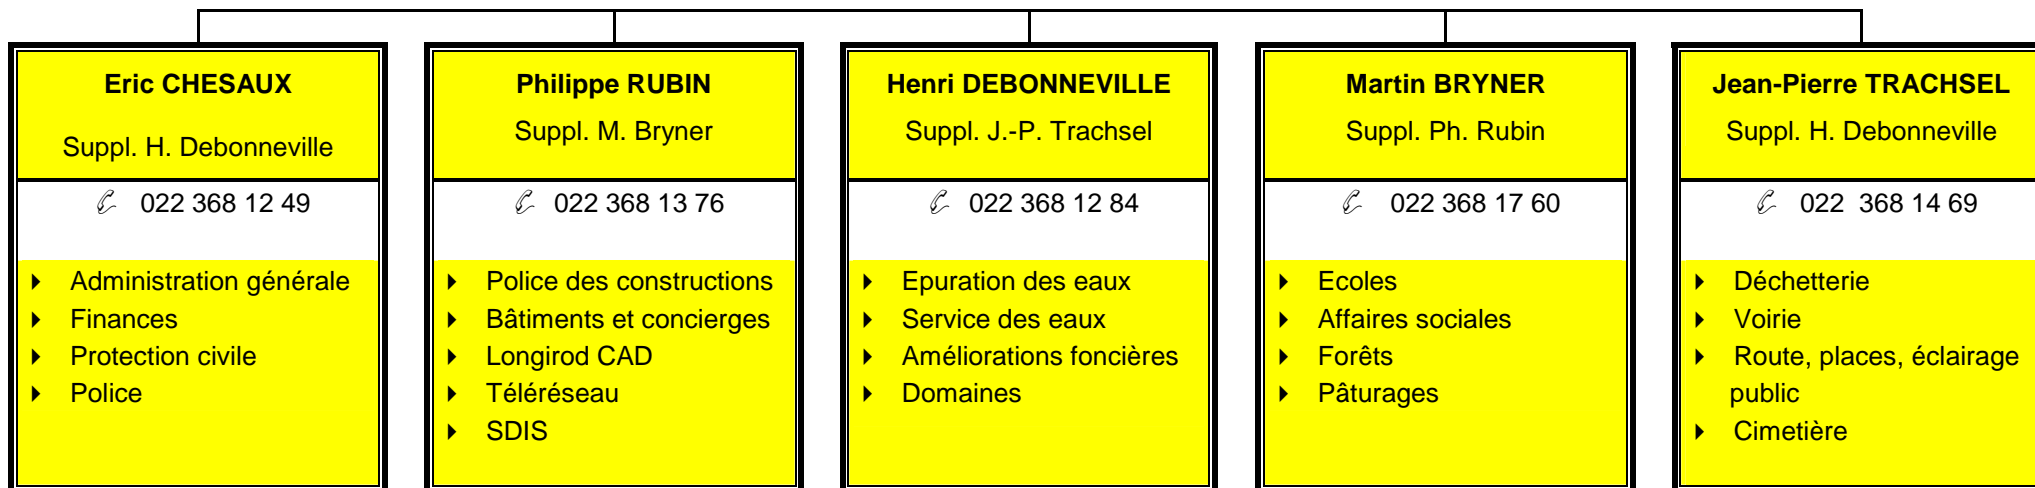 Eric CHESAUX
Suppl. H. Debonneville
022 368 12 49
Administration générale
Finances
Protection civile
Police
Philippe RUBIN
Suppl. M. Bryner
022 368 13 76
Police des constructions
Bâtiments et concierges
Longirod CAD
Téléréseau
SDIS
Henri DEBONNEVILLE
Suppl. J.-P. Trachsel
022 368 12 84
Epuration des eaux
Service des eaux
Améliorations foncières
Domaines
Martin BRYNER
Suppl. Ph. Rubin
022 368 17 60
Ecoles
Affaires sociales
Forêts
Pâturages
Jean-Pierre TRACHSEL
Suppl. H. Debonneville
022 368 14 69
Déchetterie
Voirie
Route, places, éclairage
public
Cimetière